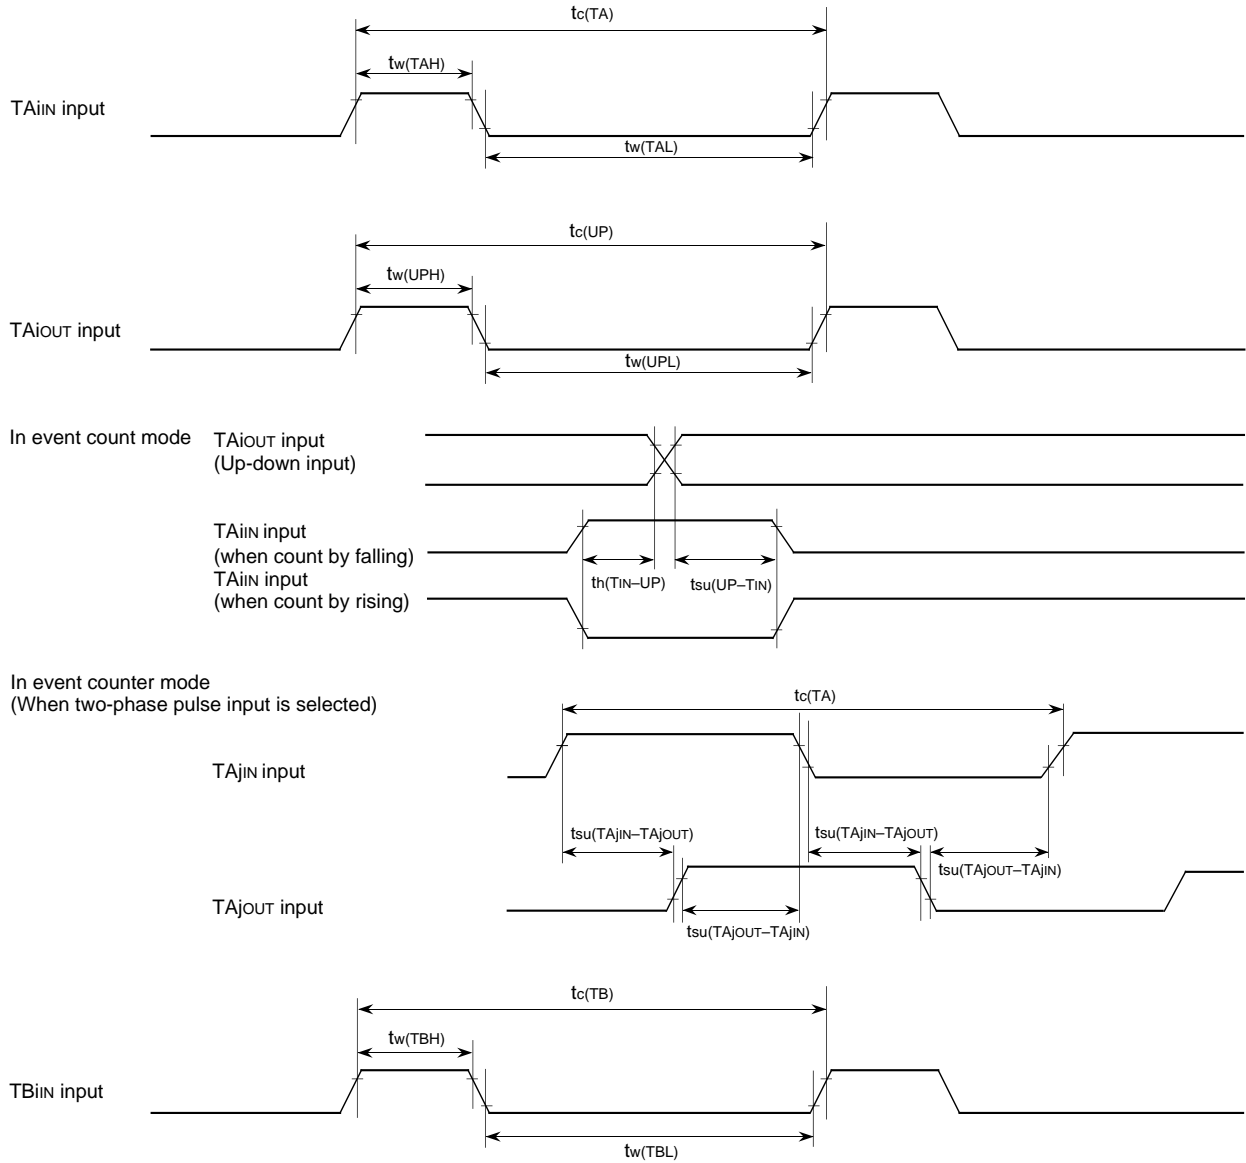 tc(TA)
tw(TAH)
TAiIN input
tw(TAL)
tc(UP)
tw(UPH)
TAiOUT input
tw(UPL)
In event count mode
TAiOUT input
(Up-down input)
TAiIN input
(when count by falling)
th(TIN–UP)
tsu(UP–TIN)
TAiIN input
(when count by rising)
In event counter mode
(When two-phase pulse input is selected)
tc(TA)
TAjIN input
tsu(TAjIN–TAjOUT)
tsu(TAjIN–TAjOUT)
tsu(TAjOUT–TAjIN)
TAjOUT input
tsu(TAjOUT–TAjIN)
tc(TB)
tw(TBH)
TBiIN input
tw(TBL)